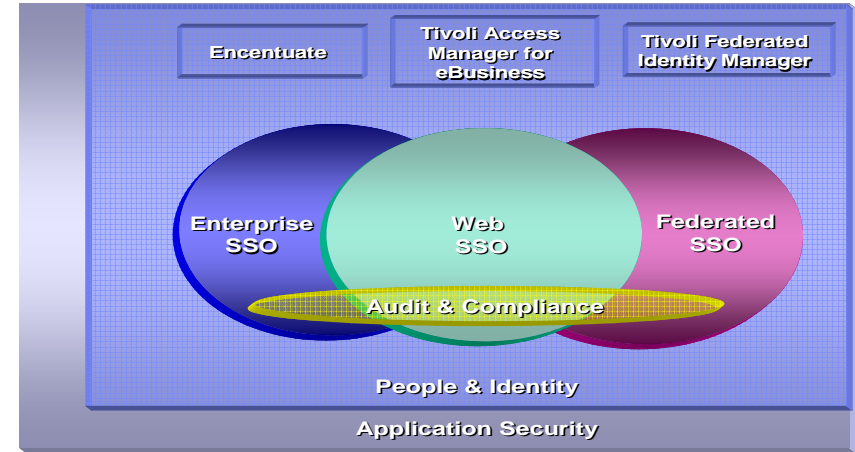 Encentuate
Tivoli Access
Manager for
eBusiness
Tivoli Federated
Identity Manager
Enterprise
SSO
Web
SSO
Federated
SSO
Audit & Compliance
People & Identity
Application Security